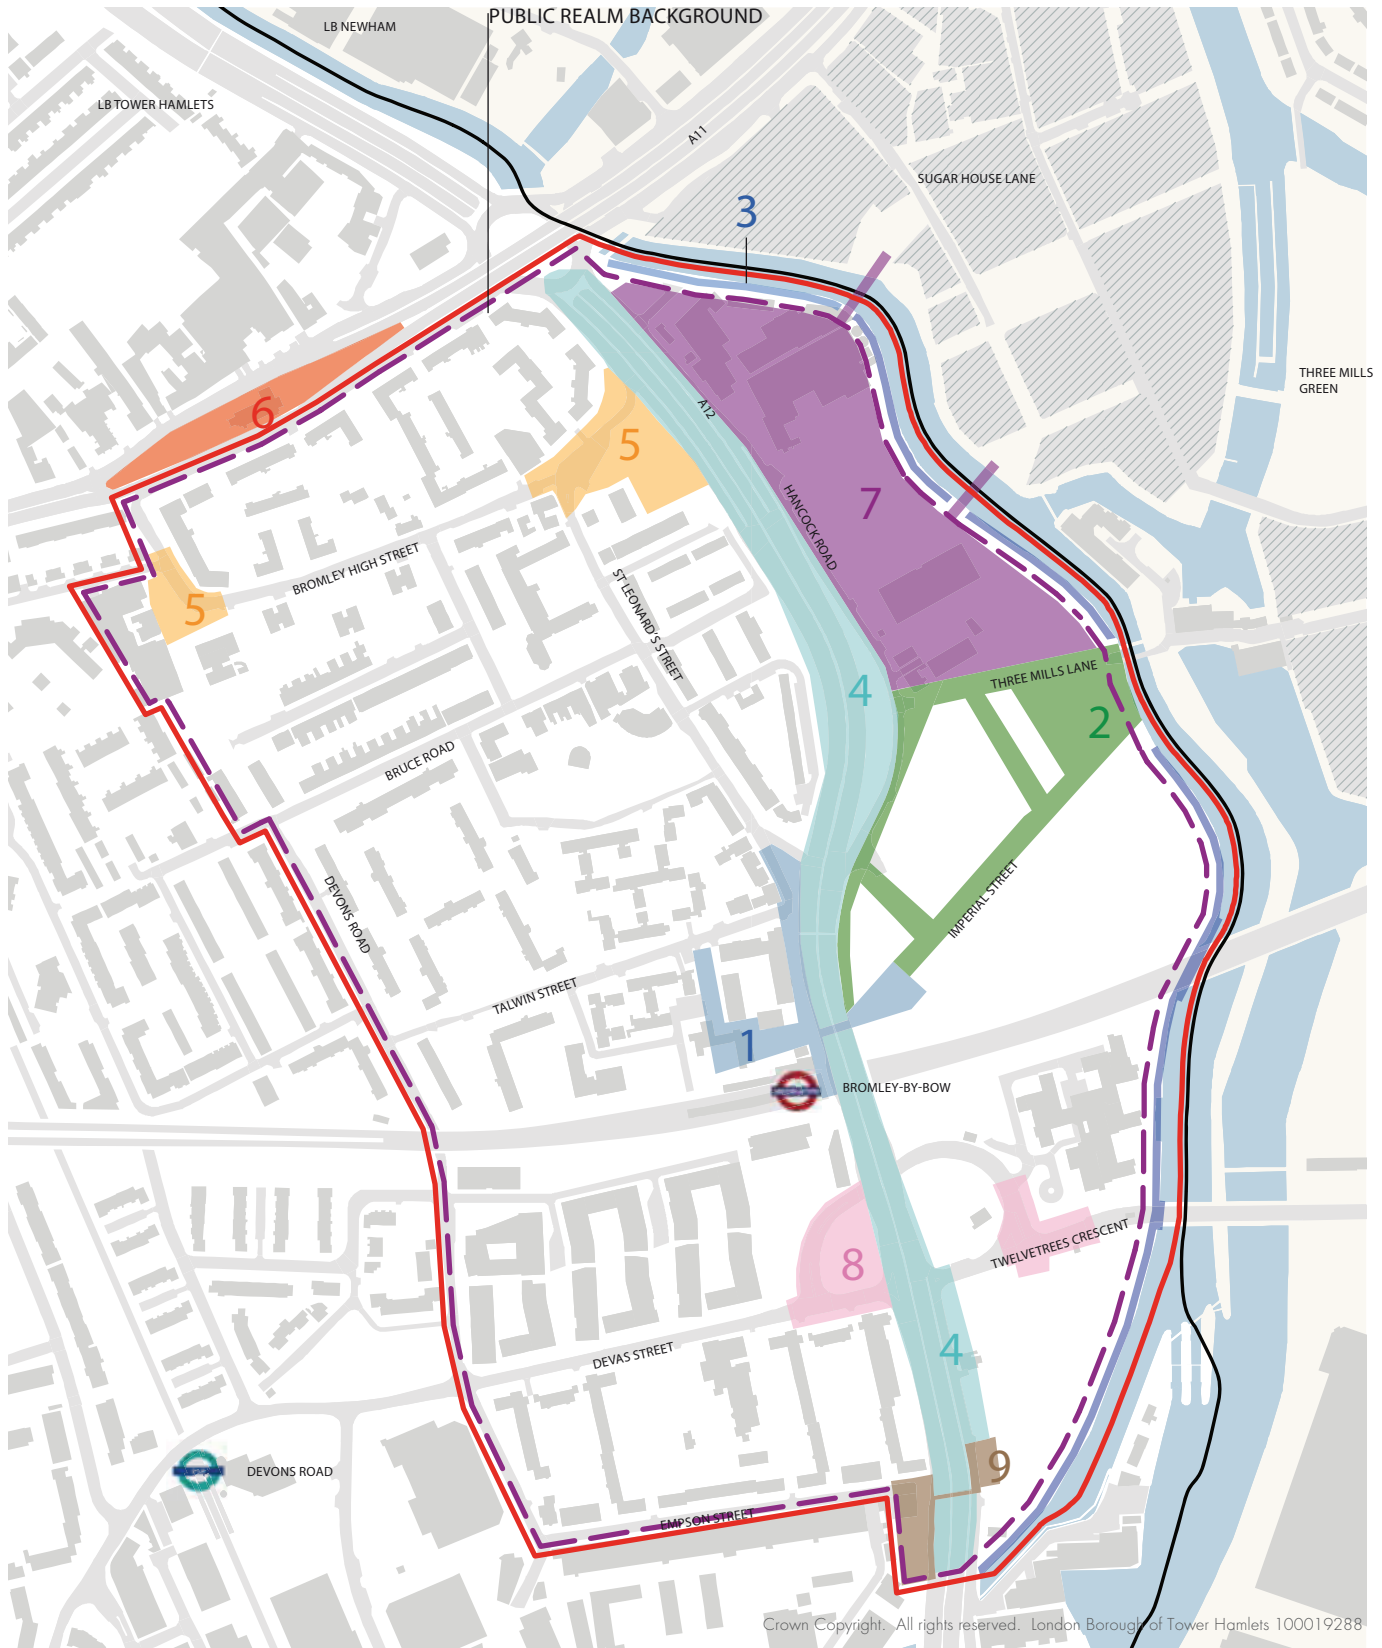 PUBLIC REALM BACKGROUND
LB NEWHAM
LB TOWER HAMLETS
A11
SUGAR HOUSE LANE
3
THREE MILLS
GREEN
6
A12
5
7
HANCOCK ROAD
BROMLEY HIGH STREET
5
ST LEONARD'S STREET
THREE MILLS LANE
4
2
BRUCE ROAD
DEVONS ROAD
IMPERIAL STREET
TALWIN STREET
1
BROMLEY-BY-BOW
TWELVETREES CRESCENT
8
DEVAS STREET
4
DEVONS ROAD
9
EMPSON STREET
Crown Copyright. All rights reserved. London Borough of Tower Hamlets 100019288